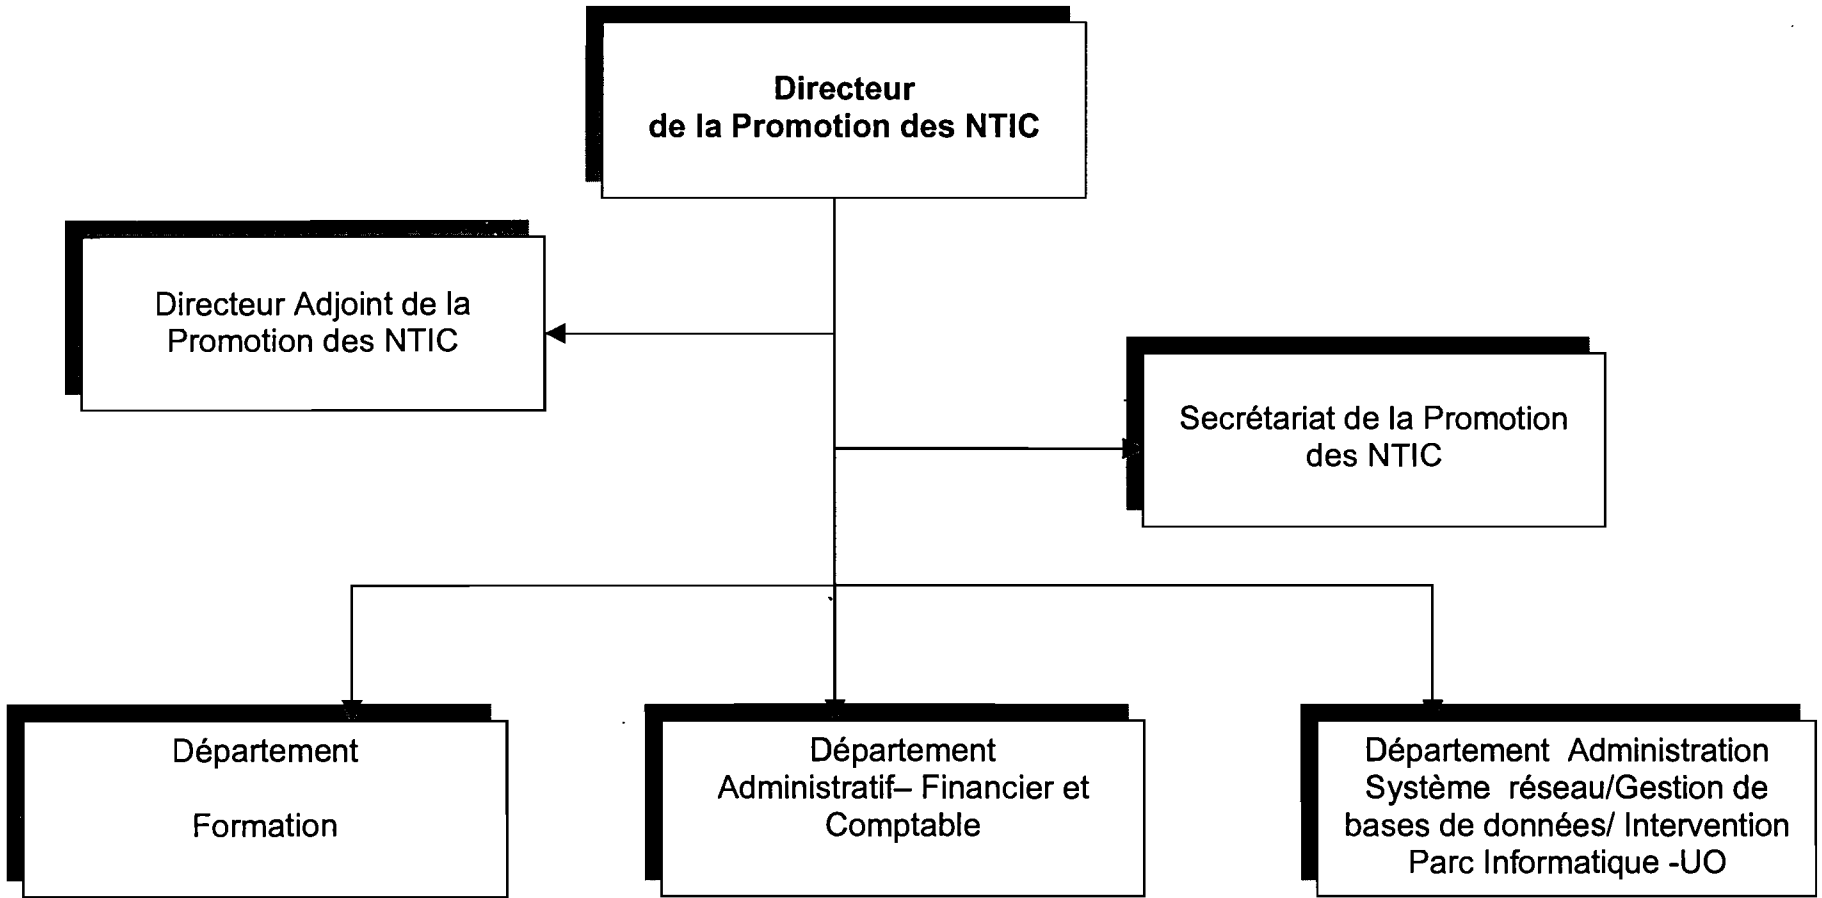 Directeur
de la Promotion des NTIC
Directeur Adjoint de la
Promotion des NTIC
Secrétariat de la Promotion
des NTIC
Département
Formation
Département
Administratif– Financier et
Comptable
Département Administration
Système réseau/Gestion de
bases de données/ Intervention
Parc Informatique -UO